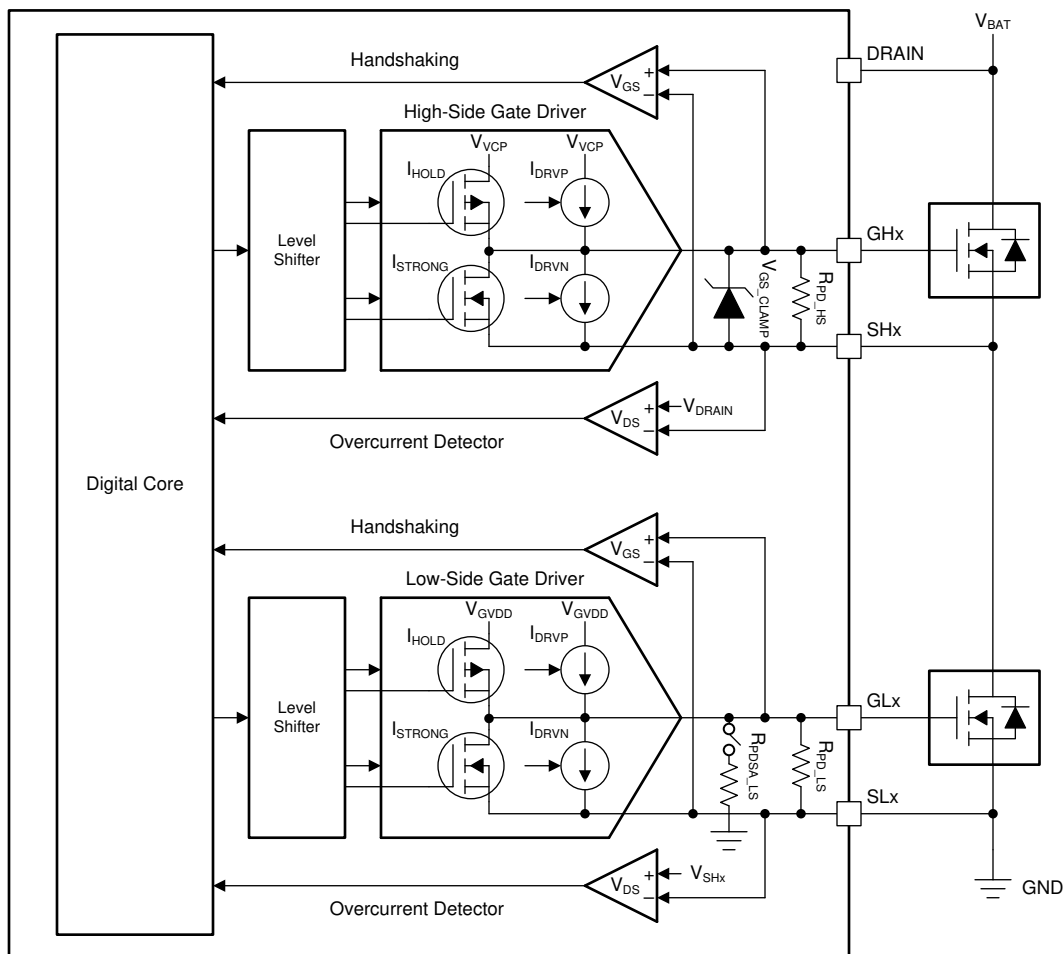 V_BAT
DRAIN
Handshaking
V_GS
+
−
High-Side Gate Driver
V_VCP
V_VCP
I_HOLD
I_DRVP
Level
Shifter
I_STRONG
I_DRVN
V_GS_CLAMP
R_PD_HS
GHx
SHx
V_DS
+
−
V_DRAIN
Overcurrent Detector
Digital Core
Handshaking
V_GS
+
−
Low-Side Gate Driver
V_GVDD
V_GVDD
I_HOLD
I_DRVP
Level
Shifter
I_STRONG
I_DRVN
R_PDSA_LS
R_PD_LS
GLx
SLx
V_DS
+
−
V_SHx
Overcurrent Detector
GND